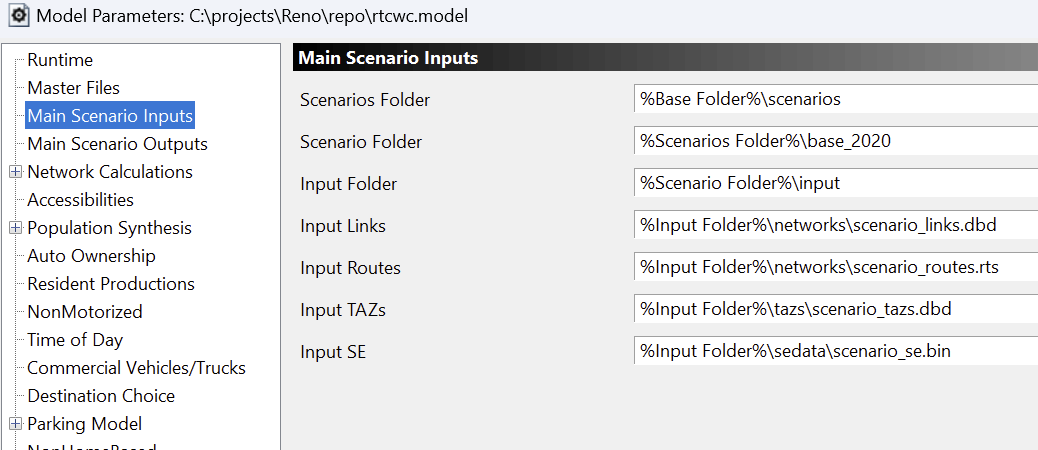 Model Parameters: C:\projects\Reno\repo\rtcwc.model
Runtime
Master Files
Main Scenario Inputs
Main Scenario Outputs
Network Calculations
Accessibilities
Population Synthesis
Auto Ownership
Resident Productions
NonMotorized
Time of Day
Commercial Vehicles/Trucks
Destination Choice
Parking Model
NonHomeBased
Main Scenario Inputs
Scenarios Folder %Base Folder%\scenarios
Scenario Folder %Scenarios Folder%\base_2020
Input Folder %Scenario Folder%\input
Input Links %Input Folder%\networks\scenario_links.dbd
Input Routes %Input Folder%\networks\scenario_routes.rts
Input TAZs %Input Folder%\tazs\scenario_tazs.dbd
Input SE %Input Folder%\sedata\scenario_se.bin